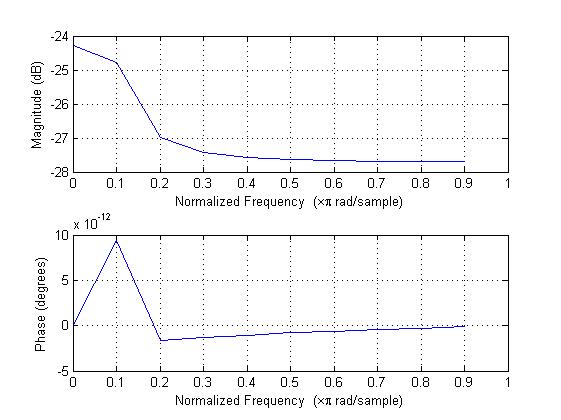 -24
-25
-26
-27
-28
Magnitude (dB)
0 0.1 0.2 0.3 0.4 0.5 0.6 0.7 0.8 0.9 1
Normalized Frequency (×π rad/sample)
x 10-12
10
5
0
-5
Phase (degrees)
0 0.1 0.2 0.3 0.4 0.5 0.6 0.7 0.8 0.9 1
Normalized Frequency (×π rad/sample)